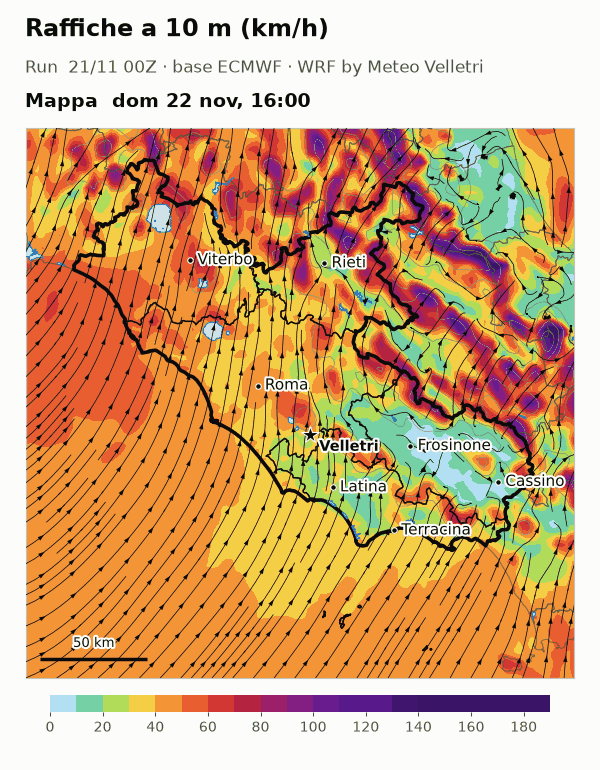 Raffiche a 10 m (km/h)
Run 21/11 00Z · base ECMWF · WRF by Meteo Velletri
Mappa dom 22 nov, 16:00
Viterbo
Rieti
Roma
Velletri
Frosinone
Cassino
Latina
Terracina
50 km
0 20 40 60 80 100 120 140 160 180